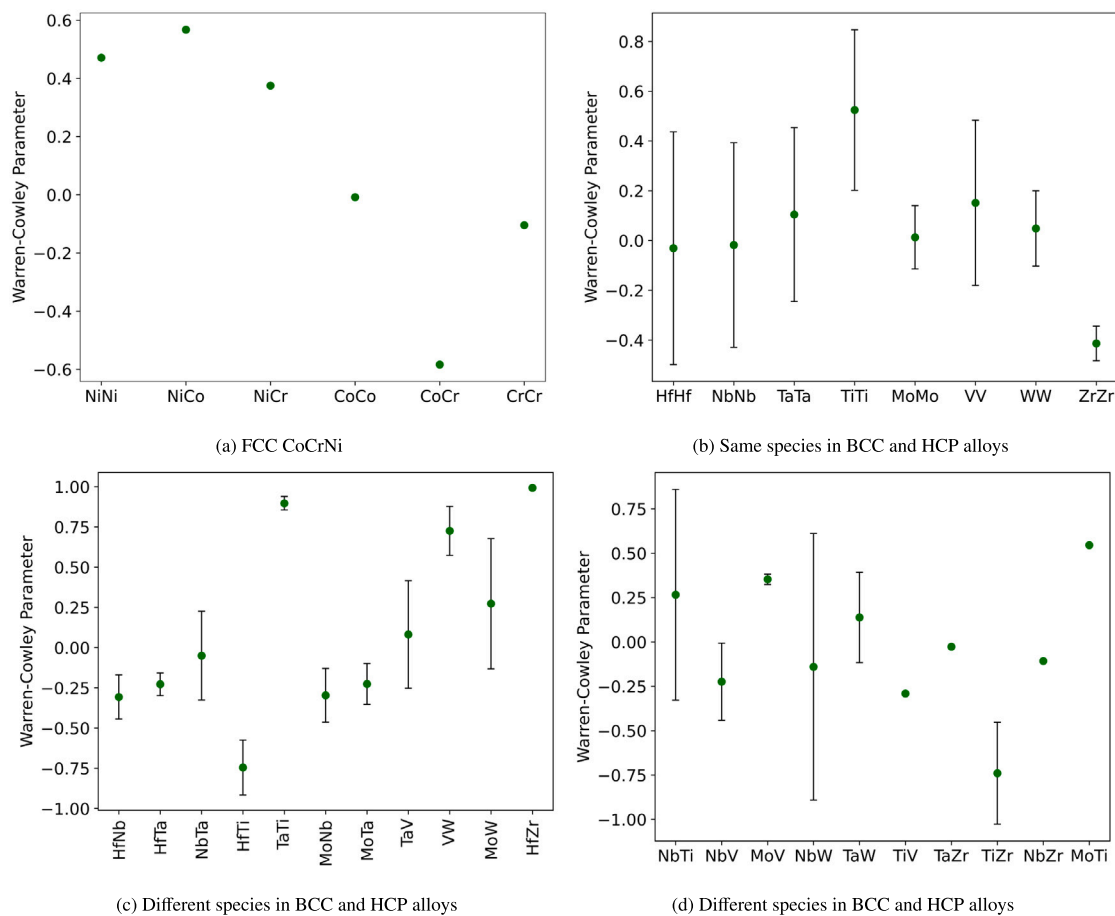 0.6
0.4
0.2
0.0
−0.2
−0.4
−0.6
Warren-Cowley Parameter
NiNi NiCo NiCr CoCo CoCr CrCr
(a) FCC CoCrNi
0.8
0.6
0.4
0.2
0.0
−0.2
−0.4
Warren-Cowley Parameter
HfHf NbNb TaTa TiTi MoMo VV WW ZrZr
(b) Same species in BCC and HCP alloys
1.00
0.75
0.50
0.25
0.00
−0.25
−0.50
−0.75
−1.00
Warren-Cowley Parameter
HfNb HfTa NbTa HfTi TaTi MoNb MoTa TaV VW MoW HfZr
(c) Different species in BCC and HCP alloys
0.75
0.50
0.25
0.00
−0.25
−0.50
−0.75
−1.00
Warren-Cowley Parameter
NbTi NbV MoV NbW TaW TiV TaZr TiZr NbZr MoTi
(d) Different species in BCC and HCP alloys